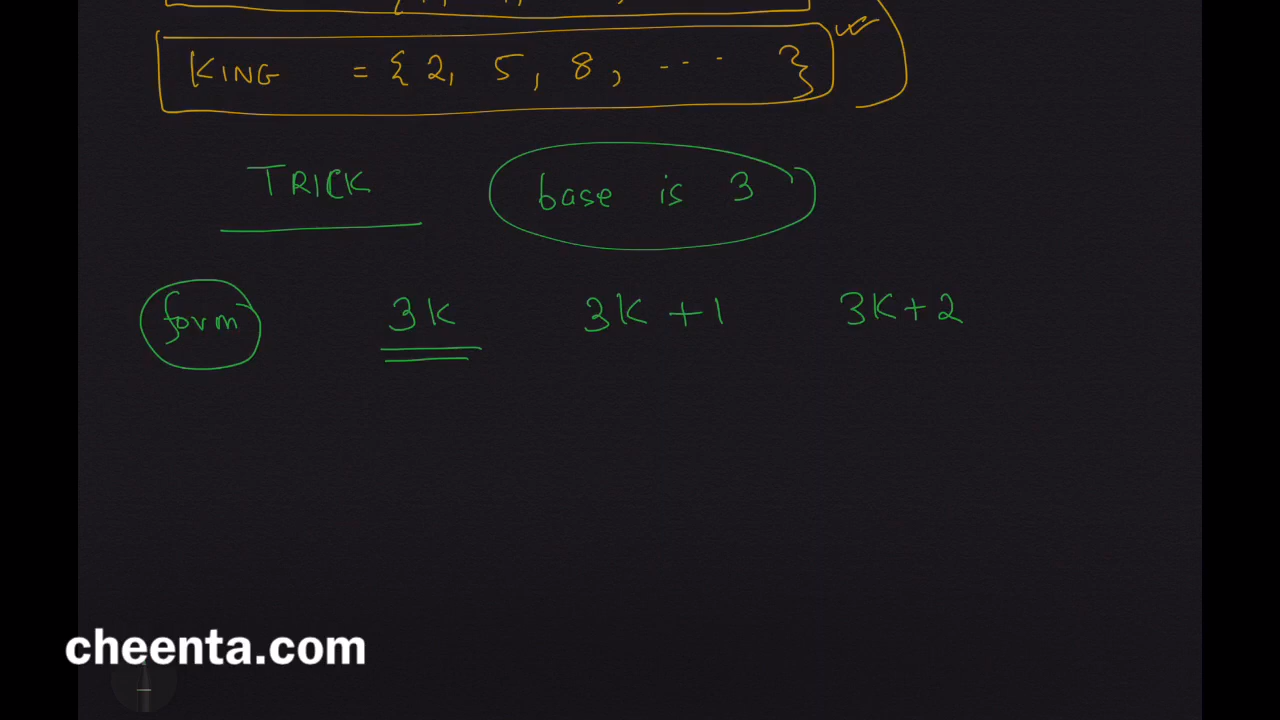 KING = {2, 5, 8, ... }
TRICK base is 3
form 3K 3K + 1 3K + 2
cheenta.com